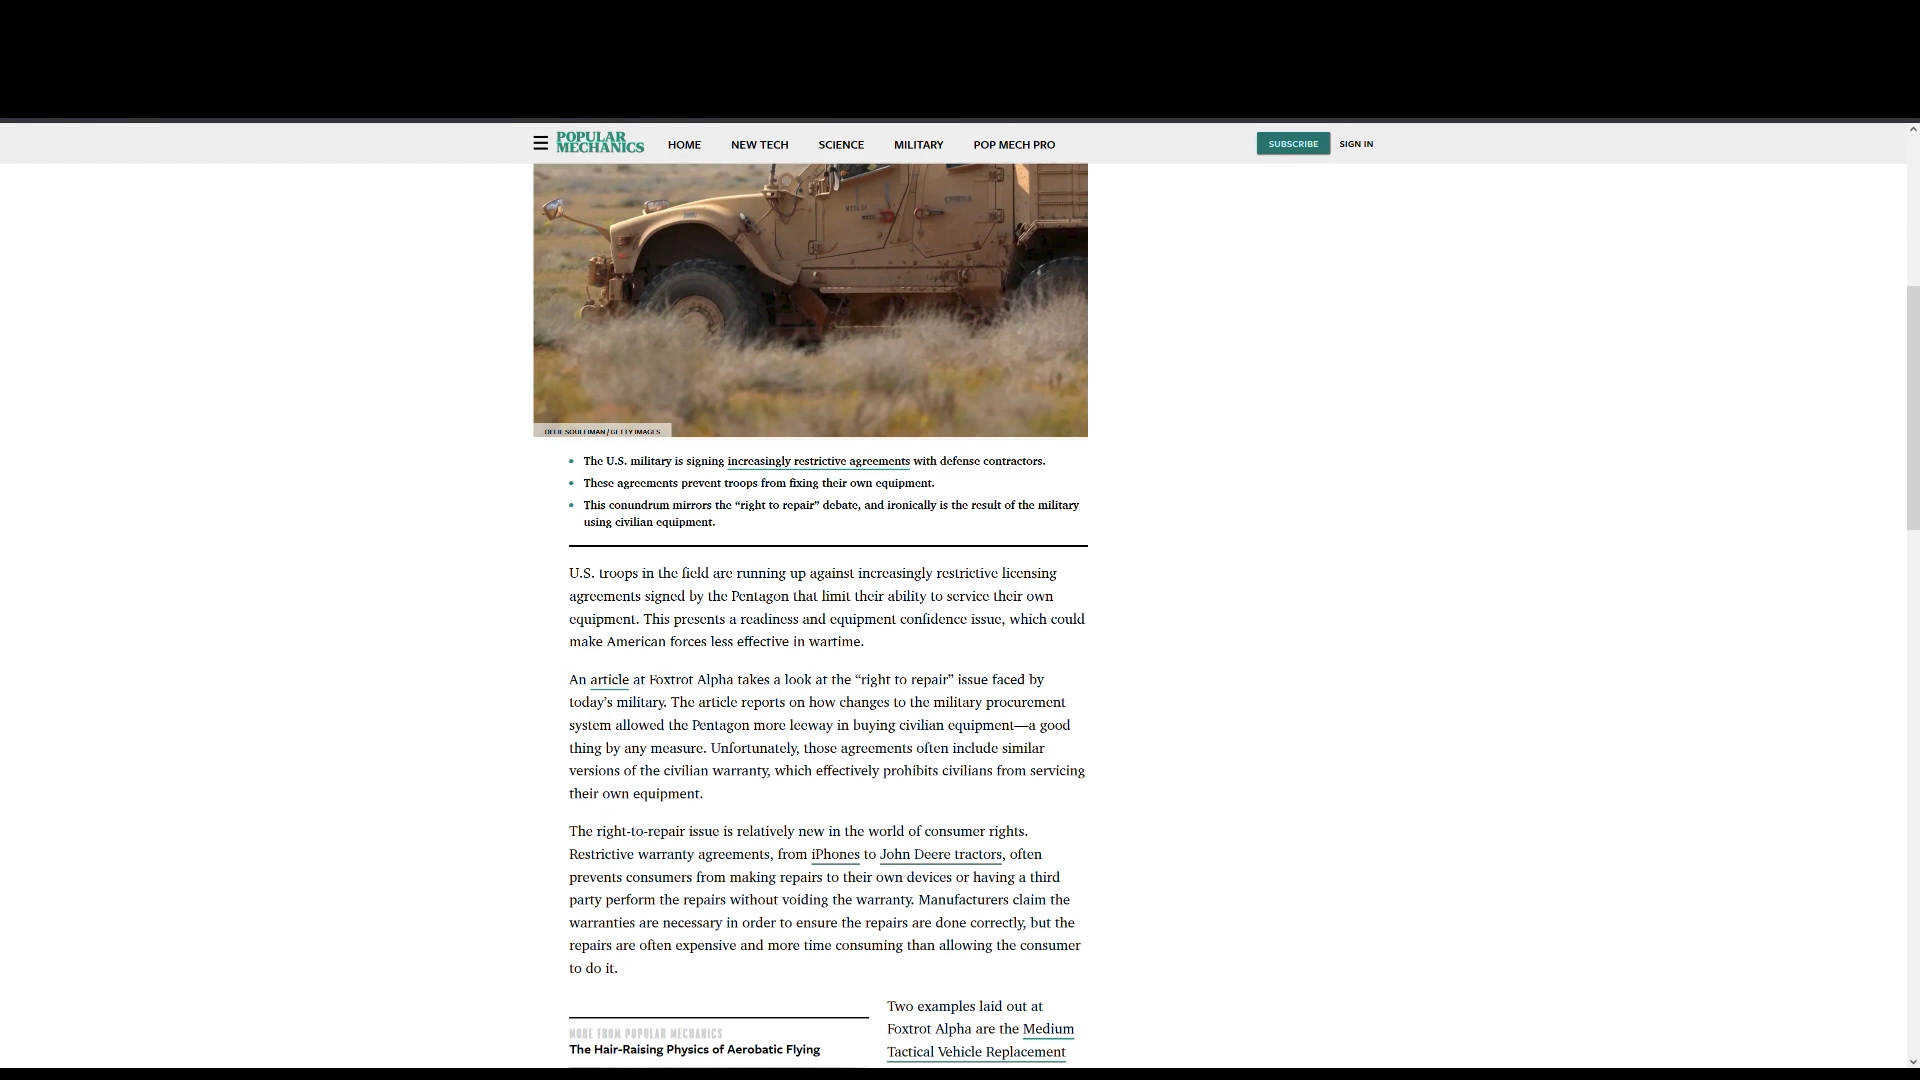 POPULAR
MECHANICS
HOME
NEW TECH
SCIENCE
MILITARY
POP MECH PRO
SUBSCRIBE
SIGN IN
DELIL SOULEIMAN / GETTY IMAGES
The U.S. military is signing increasingly restrictive agreements with defense contractors.
These agreements prevent troops from fixing their own equipment.
This conundrum mirrors the “right to repair” debate, and ironically is the result of the military
using civilian equipment.
U.S. troops in the field are running up against increasingly restrictive licensing
agreements signed by the Pentagon that limit their ability to service their own
equipment. This presents a readiness and equipment confidence issue, which could
make American forces less effective in wartime.
An article at Foxtrot Alpha takes a look at the “right to repair” issue faced by
today’s military. The article reports on how changes to the military procurement
system allowed the Pentagon more leeway in buying civilian equipment—a good
thing by any measure. Unfortunately, those agreements often include similar
versions of the civilian warranty, which effectively prohibits civilians from servicing
their own equipment.
The right-to-repair issue is relatively new in the world of consumer rights.
Restrictive warranty agreements, from iPhones to John Deere tractors, often
prevents consumers from making repairs to their own devices or having a third
party perform the repairs without voiding the warranty. Manufacturers claim the
warranties are necessary in order to ensure the repairs are done correctly, but the
repairs are often expensive and more time consuming than allowing the consumer
to do it.
MORE FROM POPULAR MECHANICS
The Hair-Raising Physics of Aerobatic Flying
Two examples laid out at
Foxtrot Alpha are the Medium
Tactical Vehicle Replacement